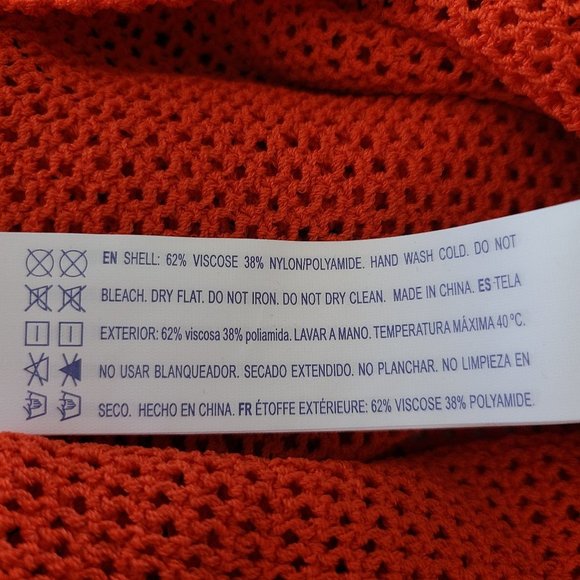 EN SHELL: 62% VISCOSE 38% NYLON/POLYAMIDE. HAND WASH COLD. DO NOT
BLEACH. DRY FLAT. DO NOT IRON. DO NOT DRY CLEAN. MADE IN CHINA. ES TELA
EXTERIOR: 62% viscosa 38% poliamida. LAVAR A MANO. TEMPERATURA MÁXIMA 40 ºC.
NO USAR BLANQUEADOR. SECADO EXTENDIDO. NO PLANCHAR. NO LIMPIEZA EN
SECO. HECHO EN CHINA. FR ÉTOFFE EXTÉRIEURE: 62% VISCOSE 38% POLYAMIDE.